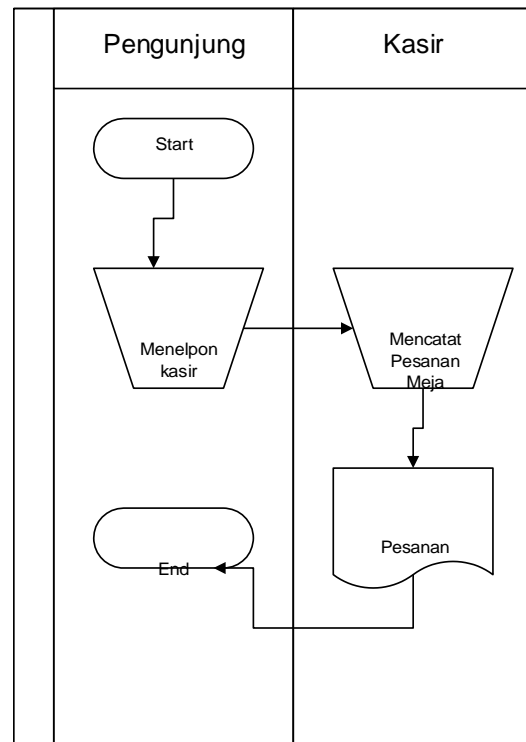 Pengunjung
Kasir
Start
Menelpon
kasir
Mencatat
Pesanan
Meja
Pesanan
End